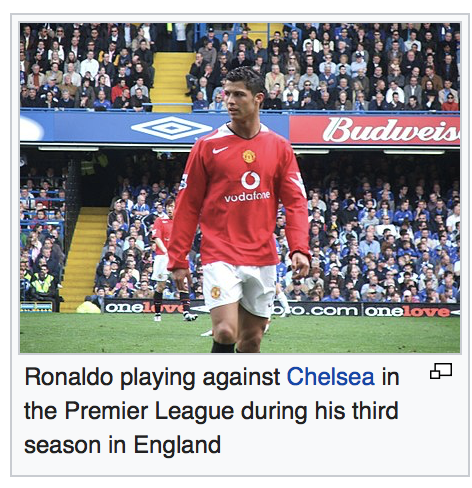 Budweis
vodafone
onelove
oro.com onelove
Ronaldo playing against Chelsea in
the Premier League during his third
season in England